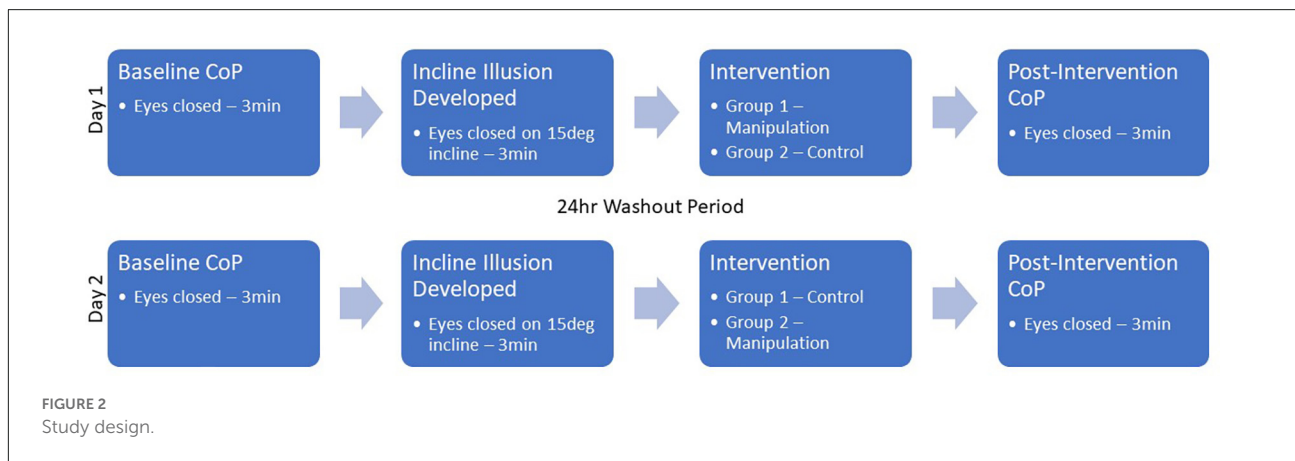 Day 1
Baseline CoP
• Eyes closed – 3min
Incline Illusion
Developed
• Eyes closed on 15deg
incline – 3min
Intervention
• Group 1 –
Manipulation
• Group 2 – Control
Post-Intervention
CoP
• Eyes closed – 3min
24hr Washout Period
Day 2
Baseline CoP
• Eyes closed – 3min
Incline Illusion
Developed
• Eyes closed on 15deg
incline – 3min
Intervention
• Group 1 – Control
• Group 2 –
Manipulation
Post-Intervention
CoP
• Eyes closed – 3min
FIGURE 2
Study design.